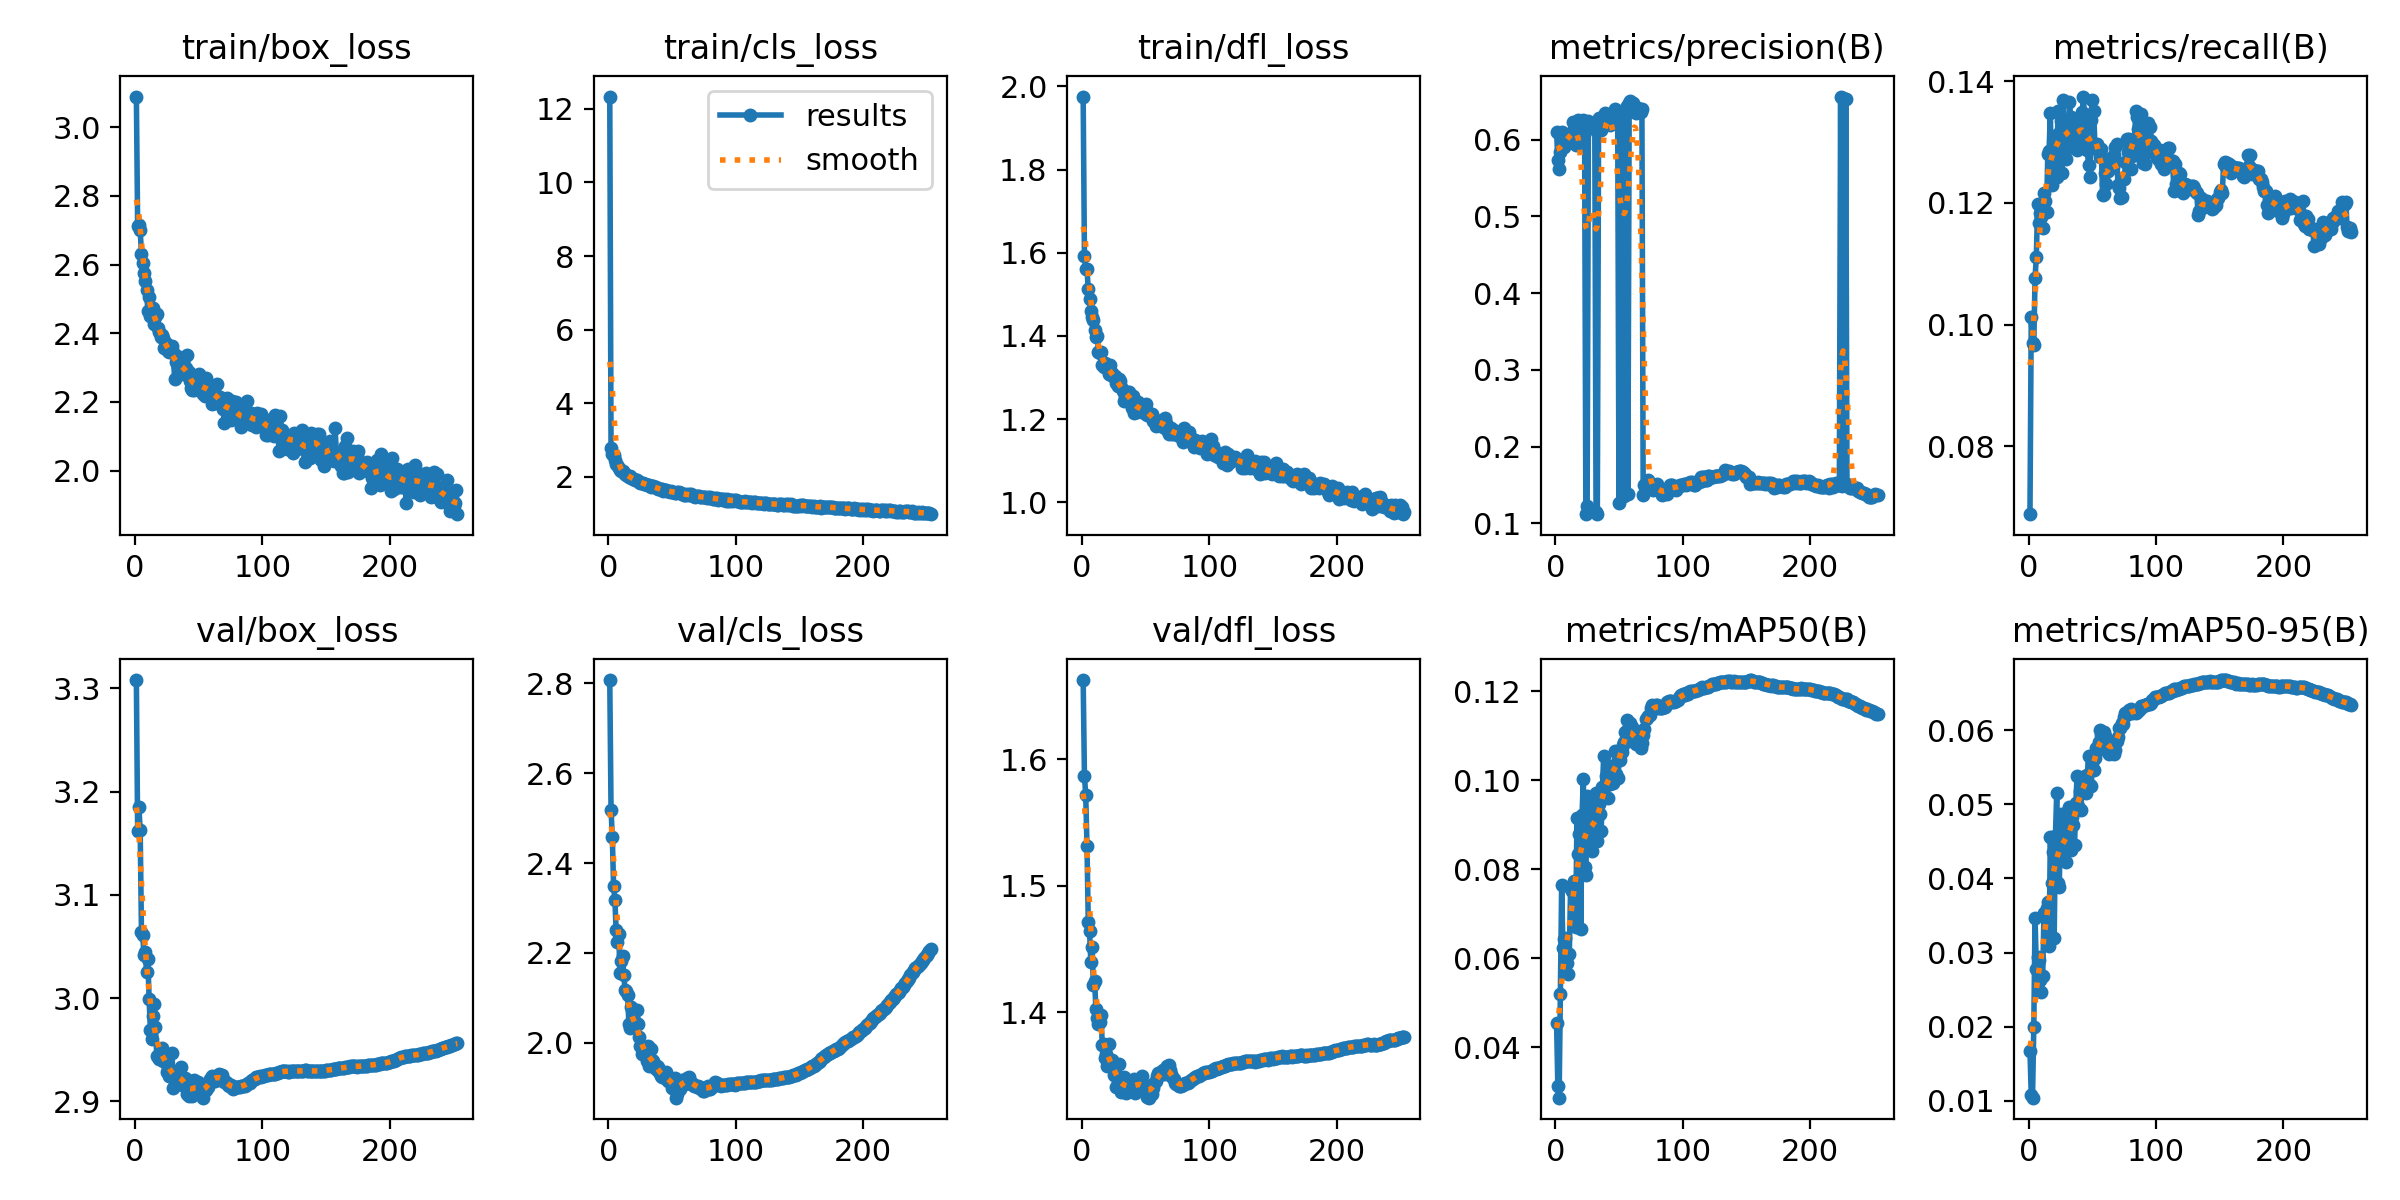 train/box_loss
3.0
2.8
2.6
2.4
2.2
2.0
0 100 200
train/cls_loss
results
smooth
12
10
8
6
4
2
0 100 200
train/dfl_loss
2.0
1.8
1.6
1.4
1.2
1.0
0 100 200
metrics/precision(B)
0.6
0.5
0.4
0.3
0.2
0.1
0 100 200
metrics/recall(B)
0.14
0.12
0.10
0.08
0 100 200
val/box_loss
3.3
3.2
3.1
3.0
2.9
0 100 200
val/cls_loss
2.8
2.6
2.4
2.2
2.0
0 100 200
val/dfl_loss
1.6
1.5
1.4
0 100 200
metrics/mAP50(B)
0.12
0.10
0.08
0.06
0.04
0 100 200
metrics/mAP50-95(B)
0.06
0.05
0.04
0.03
0.02
0.01
0 100 200